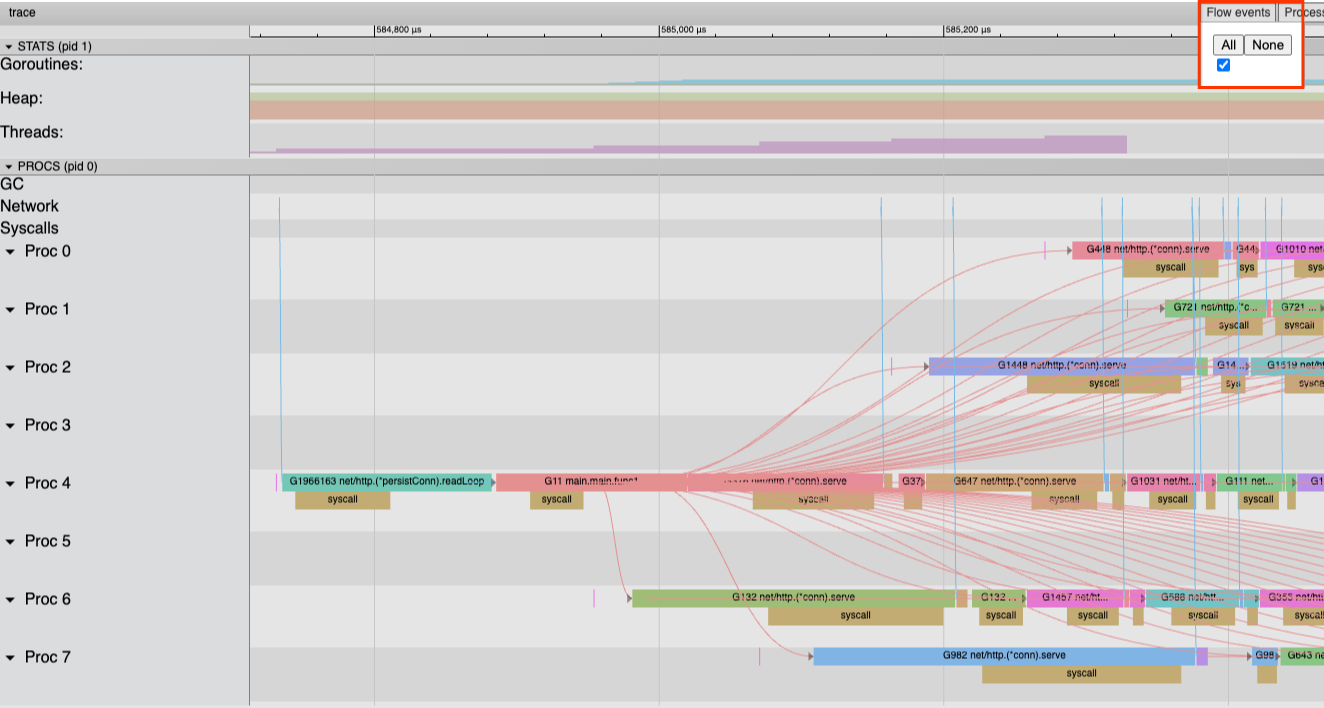 trace
Flow events Process
584,800 µs 585,000 µs 585,200 µs
All None
STATS (pid 1)
Goroutines:
Heap:
Threads:
PROCS (pid 0)
GC
Network
Syscalls
Proc 0
G448 net/http.(*conn).serve G44 G1010 net
syscall sys sys
Proc 1
G721 net/http.(*c... G721 ...
syscall syscall
Proc 2
G1448 net/http.(*conn).serve G14... G1519 net/ht
syscall sys sysca
Proc 3
Proc 4
G1966163 net/http.(*persistConn).readLoop G11 main.main.func1 net/http.(*conn).serve G37 G647 net/http.(*conn).serve G1031 net/ht... G111 net... G1
syscall syscall syscall syscall syscall syscall
Proc 5
Proc 6
G132 net/http.(*conn).serve G132 ... G1457 net/ht... G588 net/htt... G355 net/htt
syscall syscall syscall syscall syscall
Proc 7
G982 net/http.(*conn).serve G98 G643 ne
syscall